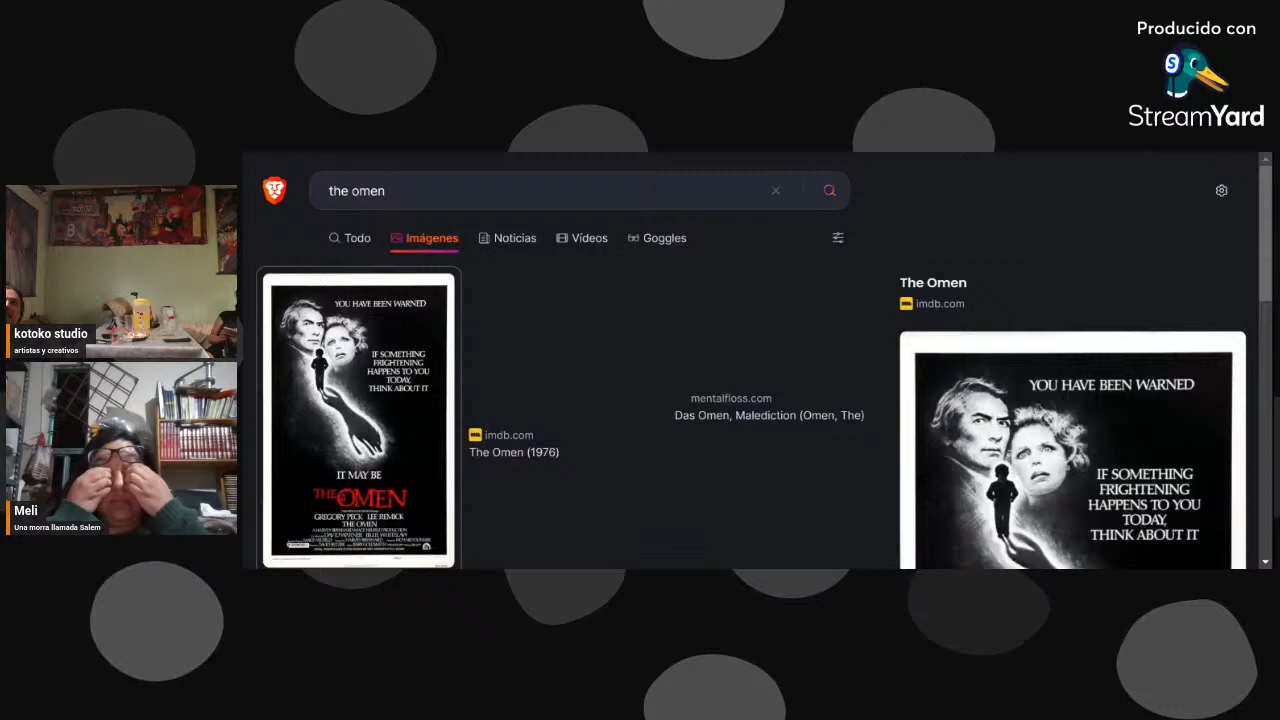 Producido con
StreamYard
the omen
Todo
Imágenes
Noticias
Vídeos
Goggles
YOU HAVE BEEN WARNED
IF SOMETHING
FRIGHTENING
HAPPENS TO YOU
TODAY,
THINK ABOUT IT
IT MAY BE
THE OMEN
GREGORY PECK LEE REMICK
THE OMEN
imdb.com
The Omen (1976)
mentalfloss.com
Das Omen, Malediction (Omen, The)
The Omen
imdb.com
YOU HAVE BEEN WARNED
IF SOMETHING
FRIGHTENING
HAPPENS TO YOU
TODAY,
THINK ABOUT IT
kotoko studio
artistas y creativos
Meli
Una morra llamada Salem